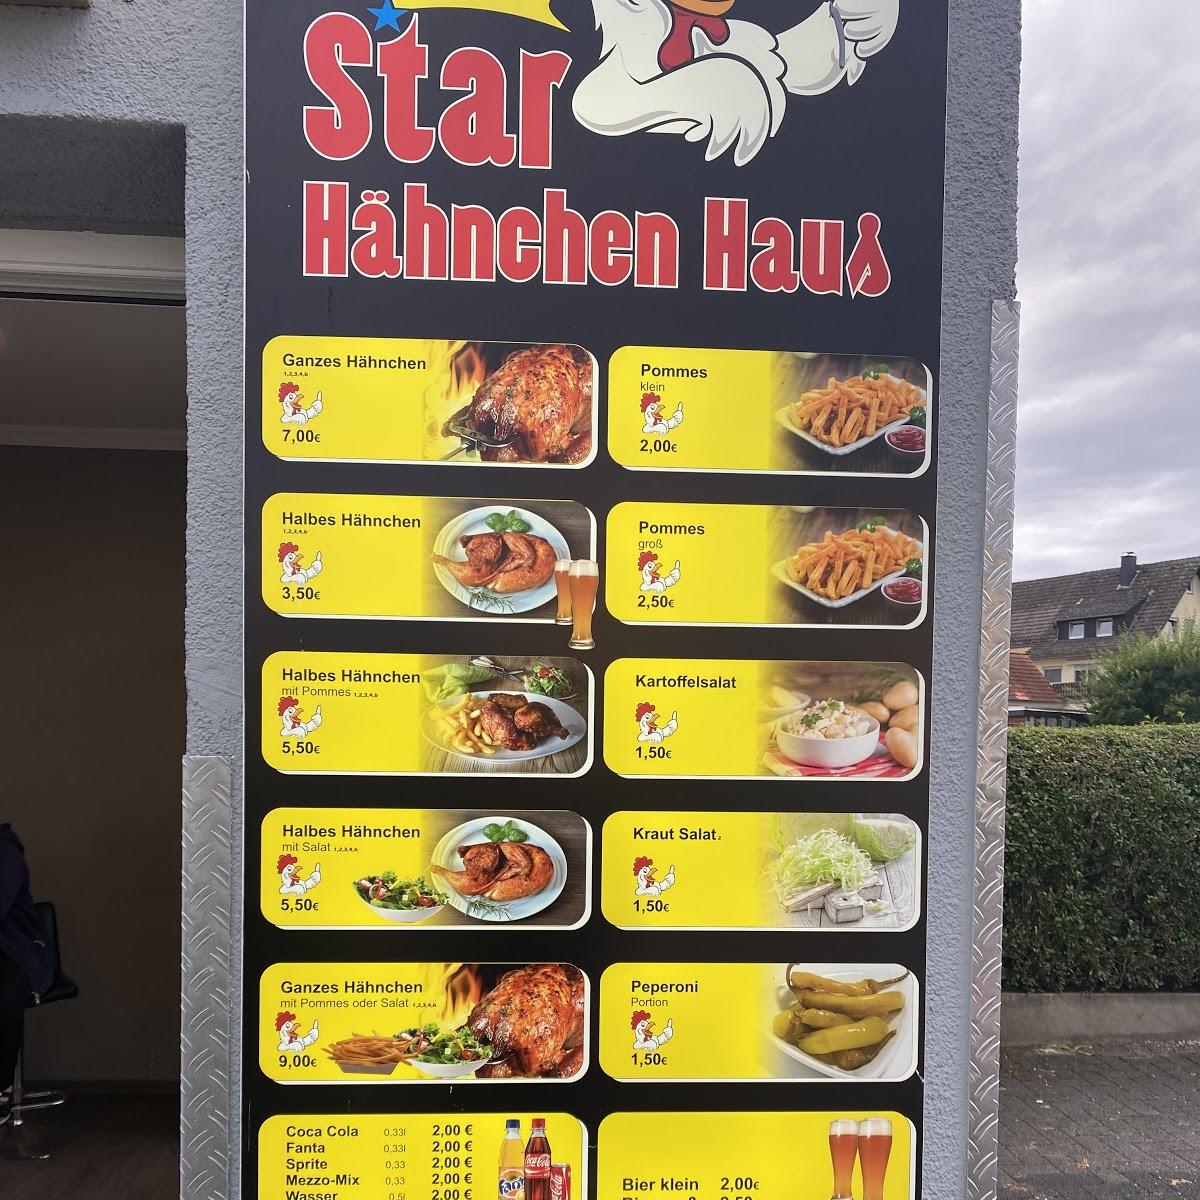 Star
Hähnchen Haus
Ganzes Hähnchen
1,2,3,4,b
7,00€
Halbes Hähnchen
1,2,3,4,b
3,50€
Halbes Hähnchen
mit Pommes 1,2,3,4,b
5,50€
Halbes Hähnchen
mit Salat 1,2,3,4,b
5,50€
Ganzes Hähnchen
mit Pommes oder Salat 1,2,3,4,b
9,00€
Coca Cola 0,33l 2,00 €
Fanta 0,33l 2,00 €
Sprite 0,33 2,00 €
Mezzo-Mix 0,33 2,00 €
Wasser 0,5l 2,00 €
Fanta
Coca-Cola
Pommes
klein
2,00€
Pommes
groß
2,50€
Kartoffelsalat
1,50€
Kraut Salat 2
1,50€
Peperoni
Portion
1,50€
Bier klein 2,00€